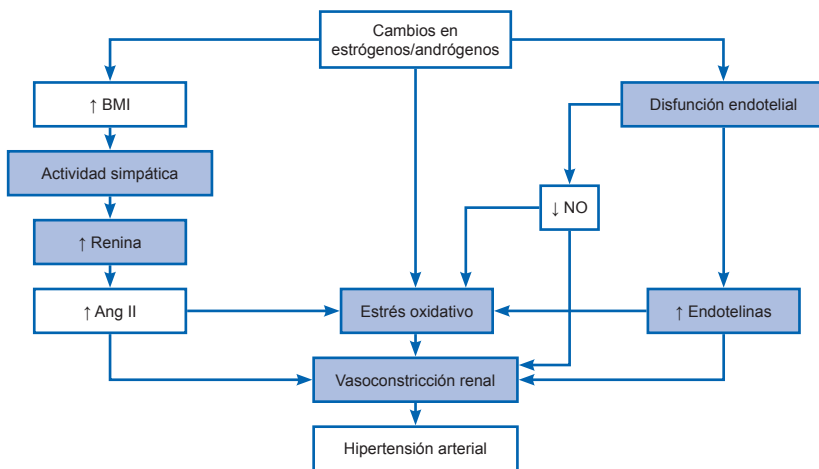 Cambios en
estrógenos/andrógenos
↑ BMI
Disfunción endotelial
Actividad simpática
↓ NO
↑ Renina
↑ Ang II
Estrés oxidativo
↑ Endotelinas
Vasoconstricción renal
Hipertensión arterial